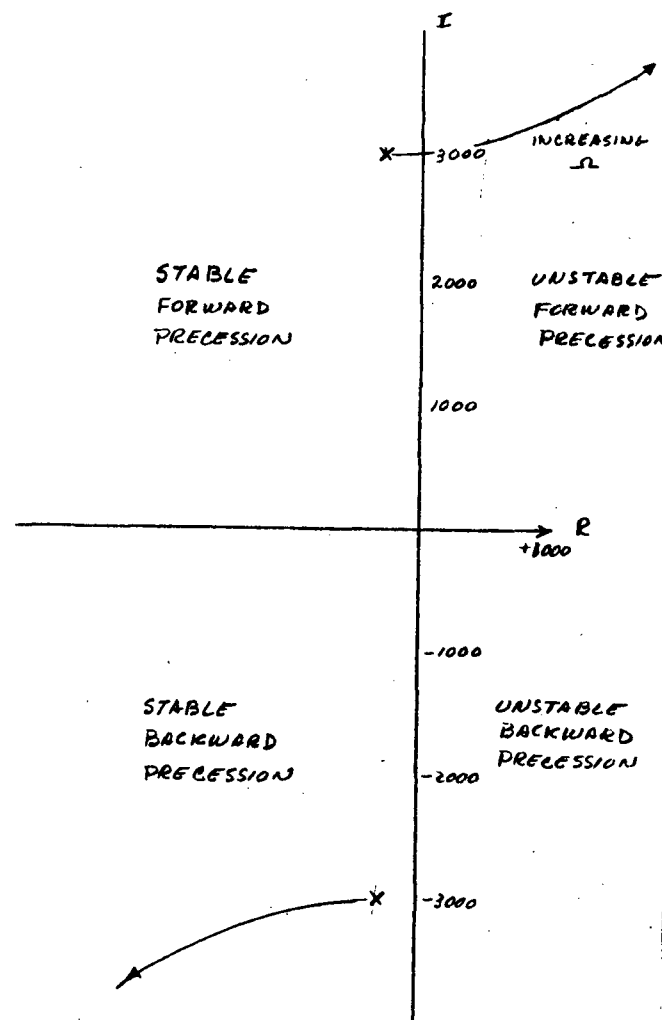 I
3000
INCREASING
Ω
STABLE
FORWARD
PRECESSION
2000
UNSTABLE
FORWARD
PRECESSION
1000
R
+1000
-1000
STABLE
BACKWARD
PRECESSION
UNSTABLE
BACKWARD
PRECESSION
-2000
-3000